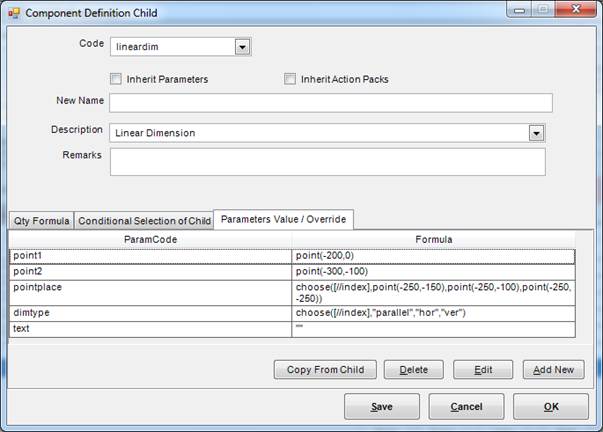 Component Definition Child
Code lineardim
Inherit Parameters Inherit Action Packs
New Name
Description Linear Dimension
Remarks
Qty Formula Conditional Selection of Child Parameters Value / Override
ParamCode Formula
point1 point(-200,0)
point2 point(-300,-100)
pointplace choose([//index],point(-250,-150),point(-250,-100),point(-250,
-250))
dimtype choose([//index],"parallel","hor","ver")
text ""
Copy From Child Delete Edit Add New
Save Cancel OK